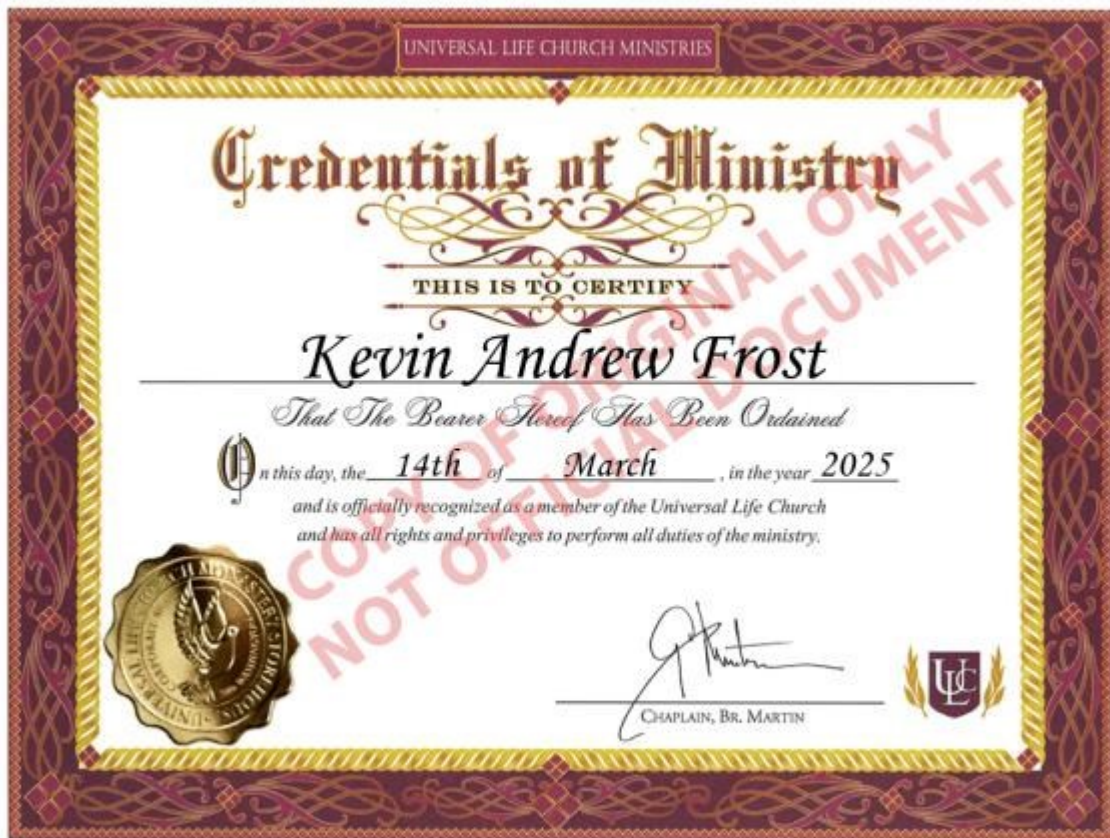 UNIVERSAL LIFE CHURCH MINISTRIES
Credentials of Ministry
THIS IS TO CERTIFY
Kevin Andrew Frost
That The Bearer Hereof Has Been Ordained
On this day, the 14th of March , in the year 2025
and is officially recognized as a member of the Universal Life Church
and has all rights and privileges to perform all duties of the ministry.
COPY OF ORIGINAL ONLY
NOT OFFICIAL DOCUMENT
CHAPLAIN, BR. MARTIN
ULC